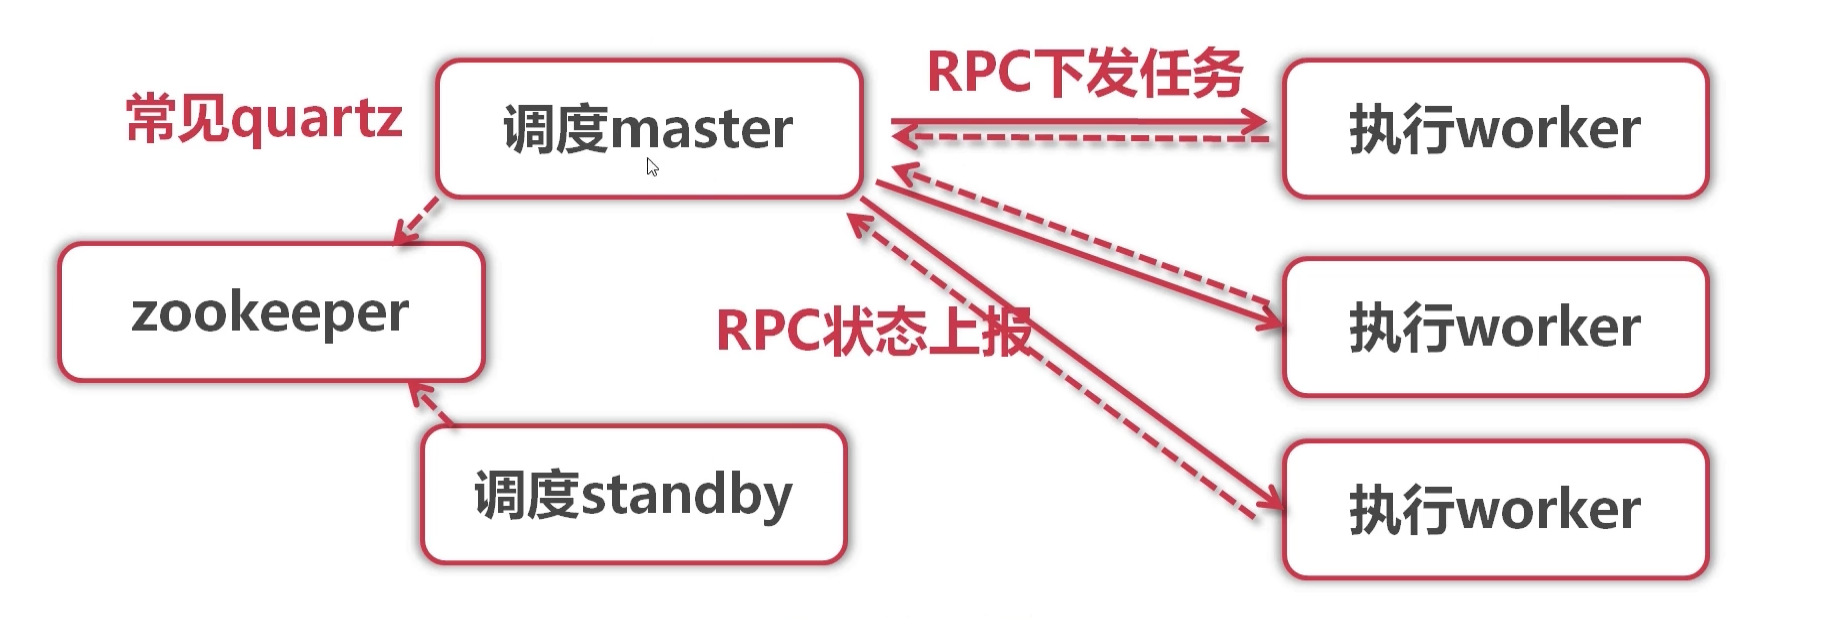 RPC下发任务
常见quartz
调度master
执行worker
zookeeper
执行worker
RPC状态上报
调度standby
执行worker